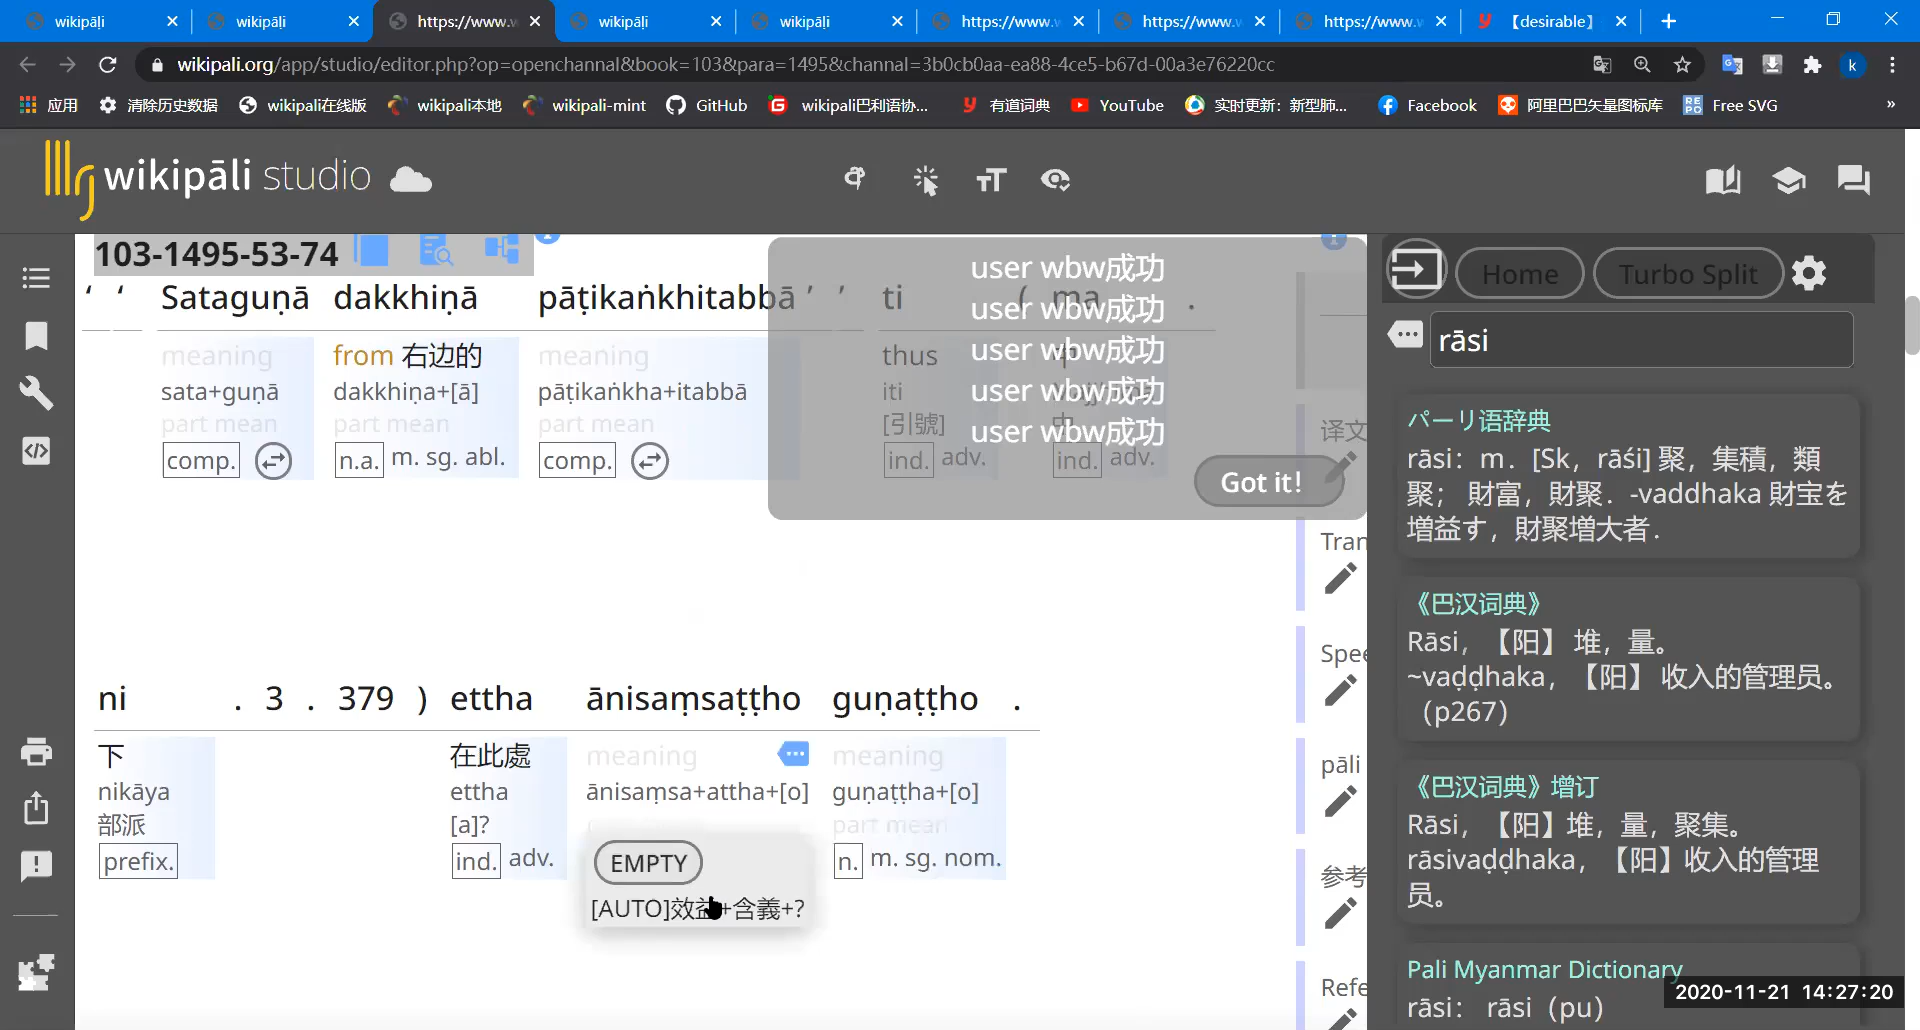 wikipāli
wikipāli
https://www.w
wikipāli
wikipāli
https://www.
https://www.
https://www.
【desirable】
wikipali.org/app/studio/editor.php?op=openchannal&book=103&para=1495&channal=3b0cb0aa-ea88-4ce5-b67d-00a3e76220cc
k
应用
清除历史数据
wikipali在线版
wikipali本地
wikipali-mint
GitHub
wikipali巴利语协...
有道词典
YouTube
实时更新：新型肺...
Facebook
阿里巴巴矢量图标库
Free SVG
»
wikipāli studio
103-1495-53-74
‘ ‘ Sataguṇā dakkhiṇā pāṭikaṅkhitabbā ’ ’ ti ( ma .
meaning from 右边的 meaning thus 中
sata+guṇā dakkhiṇa+[ā] pāṭikaṅkha+itabbā iti
part mean part mean part mean [引號] 中
comp. n.a. m. sg. abl. comp. ind. adv. ind. adv.
user wbw成功
user wbw成功
user wbw成功
user wbw成功
user wbw成功
Got it!
ni . 3 . 379 ) ettha ānisaṃsaṭṭho guṇaṭṭho .
下 在此處 meaning meaning
nikāya ettha ānisaṃsa+attha+[o] guṇaṭṭha+[o]
部派 [a]? part mean
prefix. ind. adv. n. m. sg. nom.
EMPTY
[AUTO]效益+含義+?
译文
Tran
Spee
pāli
参考
Refe
Home
Turbo Split
rāsi
パーリ语辞典
rāsi：m．[Sk，rāśi] 聚，集積，類
聚； 財富，財聚．-vaddhaka 財宝を
増益す，財聚増大者．
《巴汉词典》
Rāsi，【阳】 堆，量。
~vaḍḍhaka，【阳】 收入的管理员。
（p267）
《巴汉词典》增订
Rāsi，【阳】堆，量，聚集。
rāsivaḍḍhaka，【阳】收入的管理
员。
Pali Myanmar Dictionary
rāsi： rāsi（pu）
2020-11-21 14:27:20